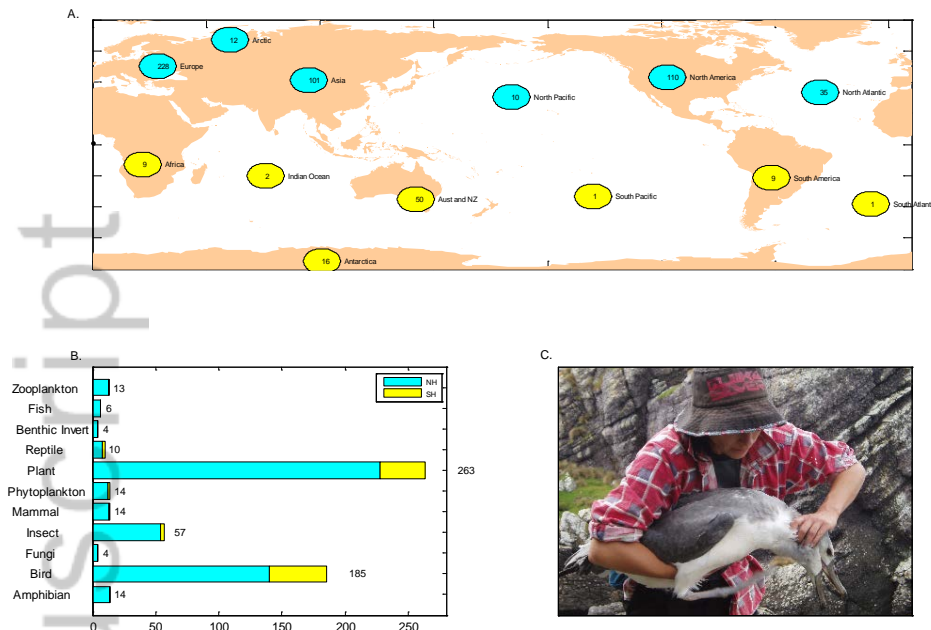 A.
12 Arctic
228 Europe
101 Asia
110 North America
35 North Atlantic
10 North Pacific
9 Africa
2 Indian Ocean
9 South America
50 Aust and NZ
1 South Pacific
1 South Atlant
16 Antarctica
script
B.
NH
SH
Zooplankton 13
Fish 6
Benthic Invert 4
Reptile 10
Plant 263
Phytoplankton 14
Mammal 14
Insect 57
Fungi 4
Bird 185
Amphibian 14
0 50 100 150 200 250
C.